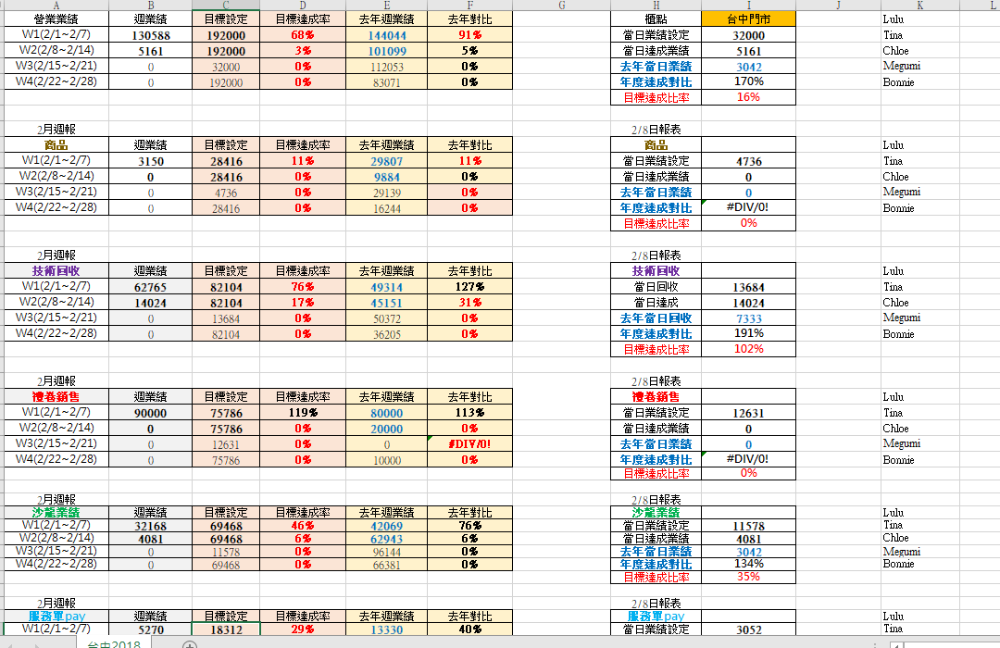 A B C D E F G H I J K L
營業業績 週業績 目標設定 目標達成率 去年週業績 去年對比 櫃點 台中門市 Lulu
W1(2/1~2/7) 130588 192000 68% 144044 91% 當日業績設定 32000 Tina
W2(2/8~2/14) 5161 192000 3% 101099 5% 當日達成業績 5161 Chloe
W3(2/15~2/21) 0 32000 0% 112053 0% 去年當日業績 3042 Megumi
W4(2/22~2/28) 0 192000 0% 83071 0% 年度達成對比 170% Bonnie
目標達成比率 16%
2月週報 2/8日報表
商品 週業績 目標設定 目標達成率 去年週業績 去年對比 商品 Lulu
W1(2/1~2/7) 3150 28416 11% 29807 11% 當日業績設定 4736 Tina
W2(2/8~2/14) 0 28416 0% 9884 0% 當日達成業績 0 Chloe
W3(2/15~2/21) 0 4736 0% 29139 0% 去年當日業績 0 Megumi
W4(2/22~2/28) 0 28416 0% 16244 0% 年度達成對比 #DIV/0! Bonnie
目標達成比率 0%
2月週報 2/8日報表
技術回收 週業績 目標設定 目標達成率 去年週業績 去年對比 技術回收 Lulu
W1(2/1~2/7) 62765 82104 76% 49314 127% 當日回收 13684 Tina
W2(2/8~2/14) 14024 82104 17% 45151 31% 當日達成 14024 Chloe
W3(2/15~2/21) 0 13684 0% 50372 0% 去年當日回收 7333 Megumi
W4(2/22~2/28) 0 82104 0% 36205 0% 年度達成對比 191% Bonnie
目標達成比率 102%
2月週報 2/8日報表
禮卷銷售 週業績 目標設定 目標達成率 去年週業績 去年對比 禮卷銷售 Lulu
W1(2/1~2/7) 90000 75786 119% 80000 113% 當日業績設定 12631 Tina
W2(2/8~2/14) 0 75786 0% 20000 0% 當日達成業績 0 Chloe
W3(2/15~2/21) 0 12631 0% 0 #DIV/0! 去年當日業績 0 Megumi
W4(2/22~2/28) 0 75786 0% 10000 0% 年度達成對比 #DIV/0! Bonnie
目標達成比率 0%
2月週報 2/8日報表
沙龍業績 週業績 目標設定 目標達成率 去年週業績 去年對比 沙龍業績 Lulu
W1(2/1~2/7) 32168 69468 46% 42069 76% 當日業績設定 11578 Tina
W2(2/8~2/14) 4081 69468 6% 62943 6% 當日達成業績 4081 Chloe
W3(2/15~2/21) 0 11578 0% 96144 0% 去年當日業績 3042 Megumi
W4(2/22~2/28) 0 69468 0% 66381 0% 年度達成對比 134% Bonnie
目標達成比率 35%
2月週報 2/8日報表
服務單pay 週業績 目標設定 目標達成率 去年週業績 去年對比 服務單pay Lulu
W1(2/1~2/7) 5270 18312 29% 13330 40% 當日業績設定 3052 Tina
台中2018